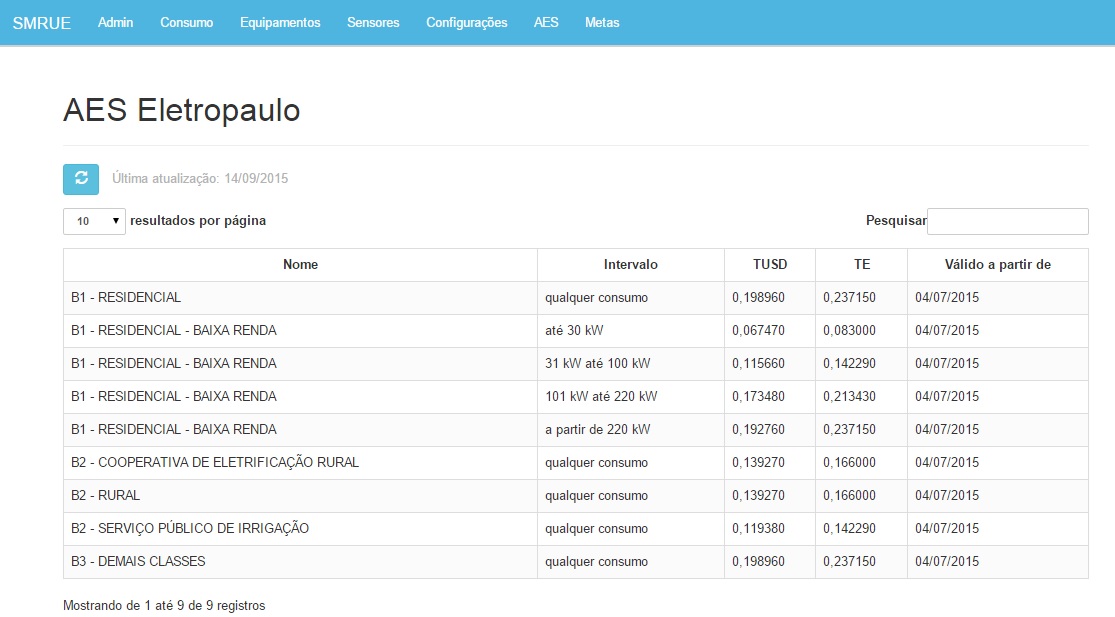 SMRUE Admin Consumo Equipamentos Sensores Configurações AES Metas
AES Eletropaulo
Última atualização: 14/09/2015
10 resultados por página Pesquisar
Nome Intervalo TUSD TE Válido a partir de
B1 - RESIDENCIAL qualquer consumo 0,198960 0,237150 04/07/2015
B1 - RESIDENCIAL - BAIXA RENDA até 30 kW 0,067470 0,083000 04/07/2015
B1 - RESIDENCIAL - BAIXA RENDA 31 kW até 100 kW 0,115660 0,142290 04/07/2015
B1 - RESIDENCIAL - BAIXA RENDA 101 kW até 220 kW 0,173480 0,213430 04/07/2015
B1 - RESIDENCIAL - BAIXA RENDA a partir de 220 kW 0,192760 0,237150 04/07/2015
B2 - COOPERATIVA DE ELETRIFICAÇÃO RURAL qualquer consumo 0,139270 0,166000 04/07/2015
B2 - RURAL qualquer consumo 0,139270 0,166000 04/07/2015
B2 - SERVIÇO PÚBLICO DE IRRIGAÇÃO qualquer consumo 0,119380 0,142290 04/07/2015
B3 - DEMAIS CLASSES qualquer consumo 0,198960 0,237150 04/07/2015
Mostrando de 1 até 9 de 9 registros